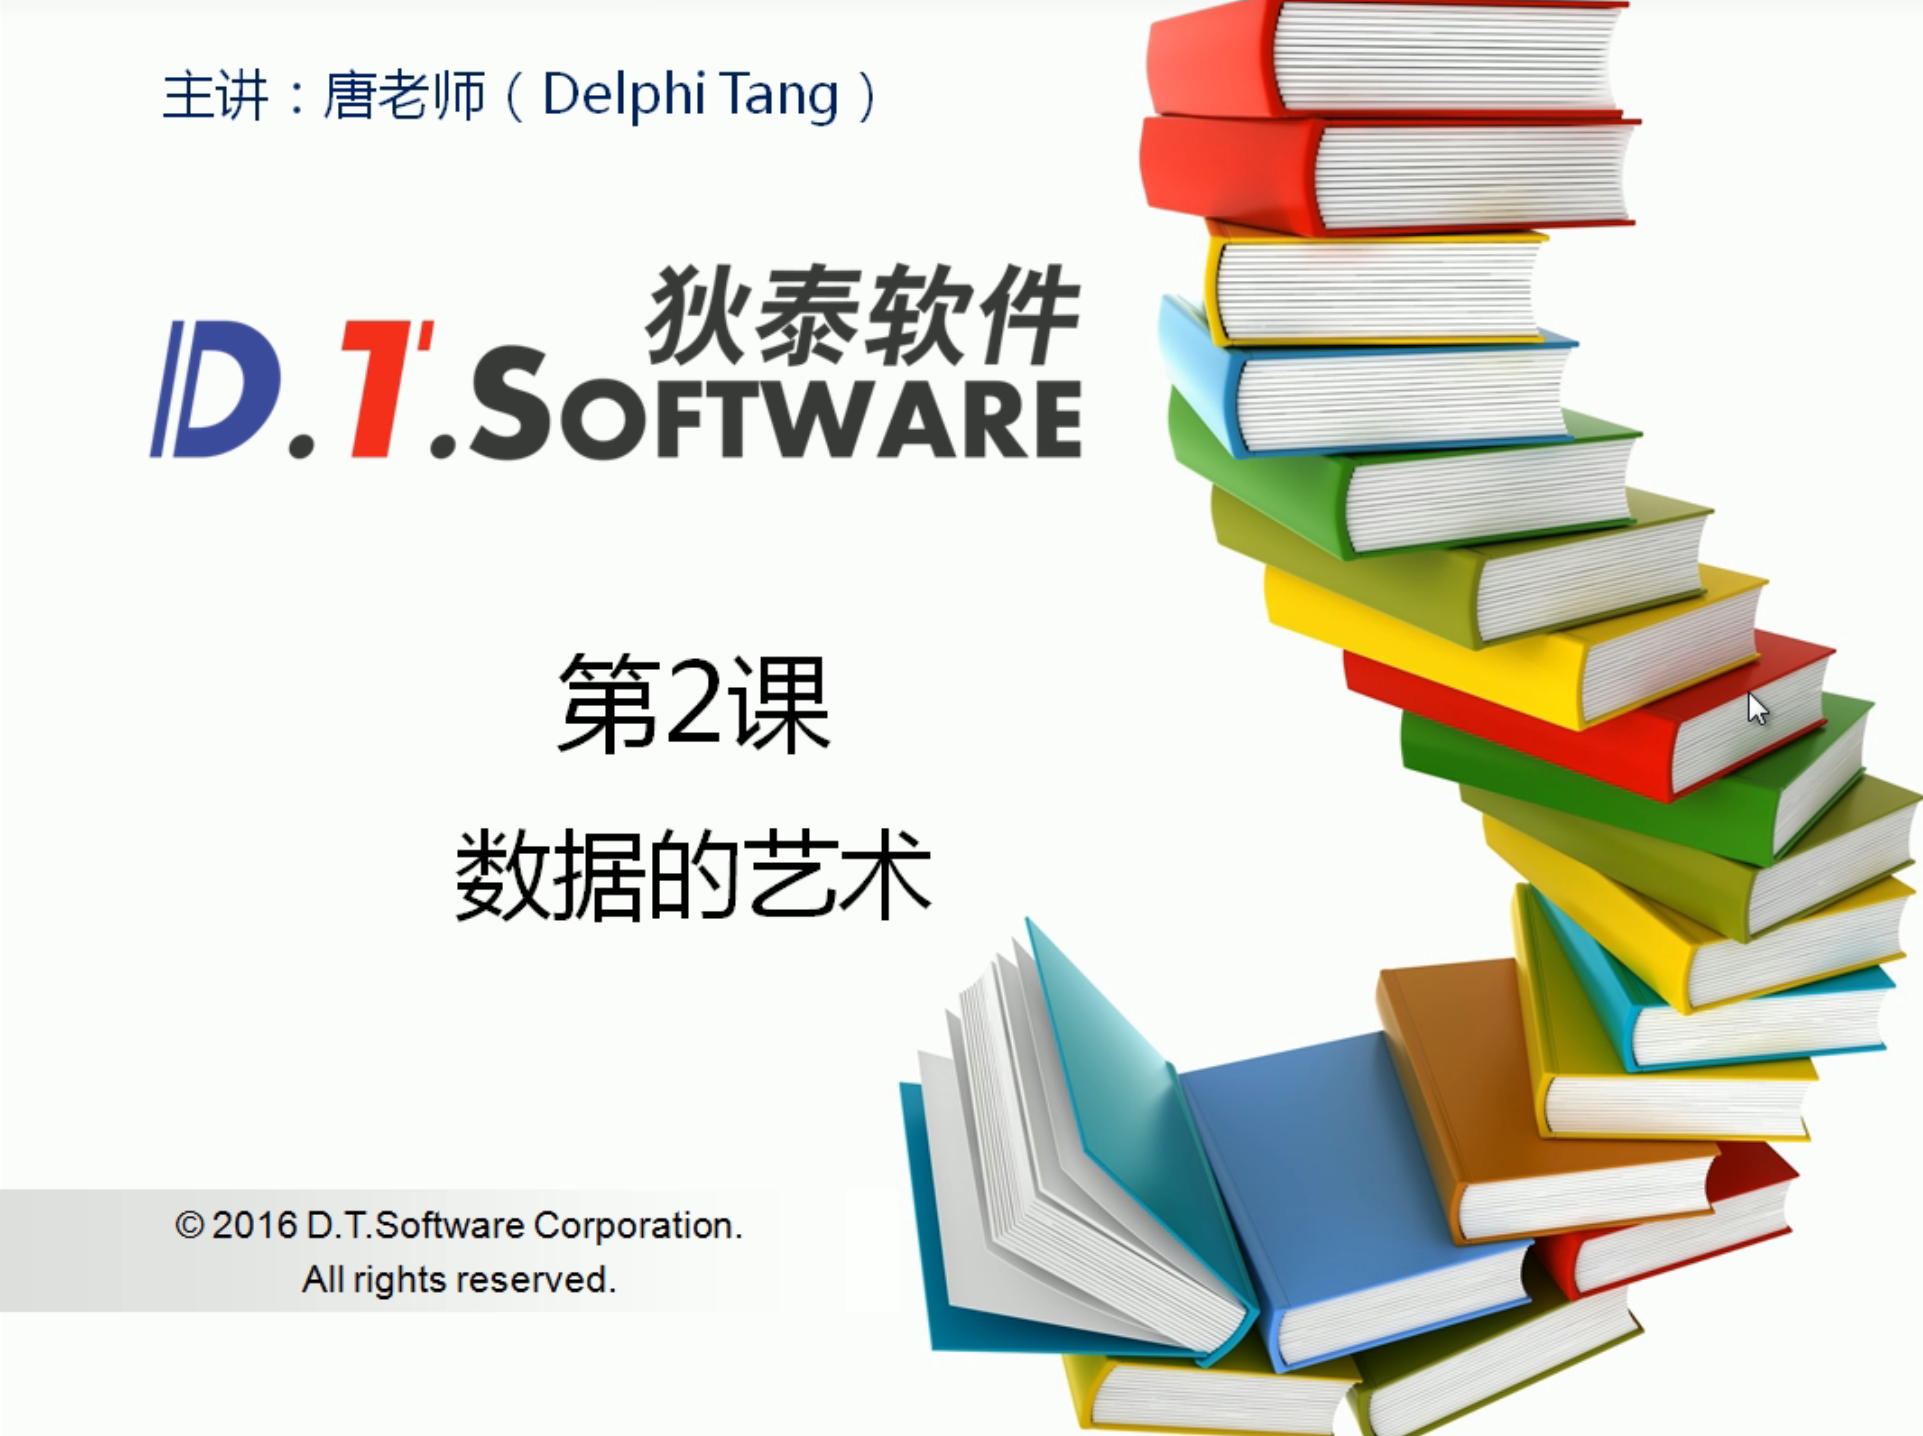 主讲：唐老师（Delphi Tang）
狄泰软件
D.T.SOFTWARE
第2课
数据的艺术
© 2016 D.T.Software Corporation.
All rights reserved.